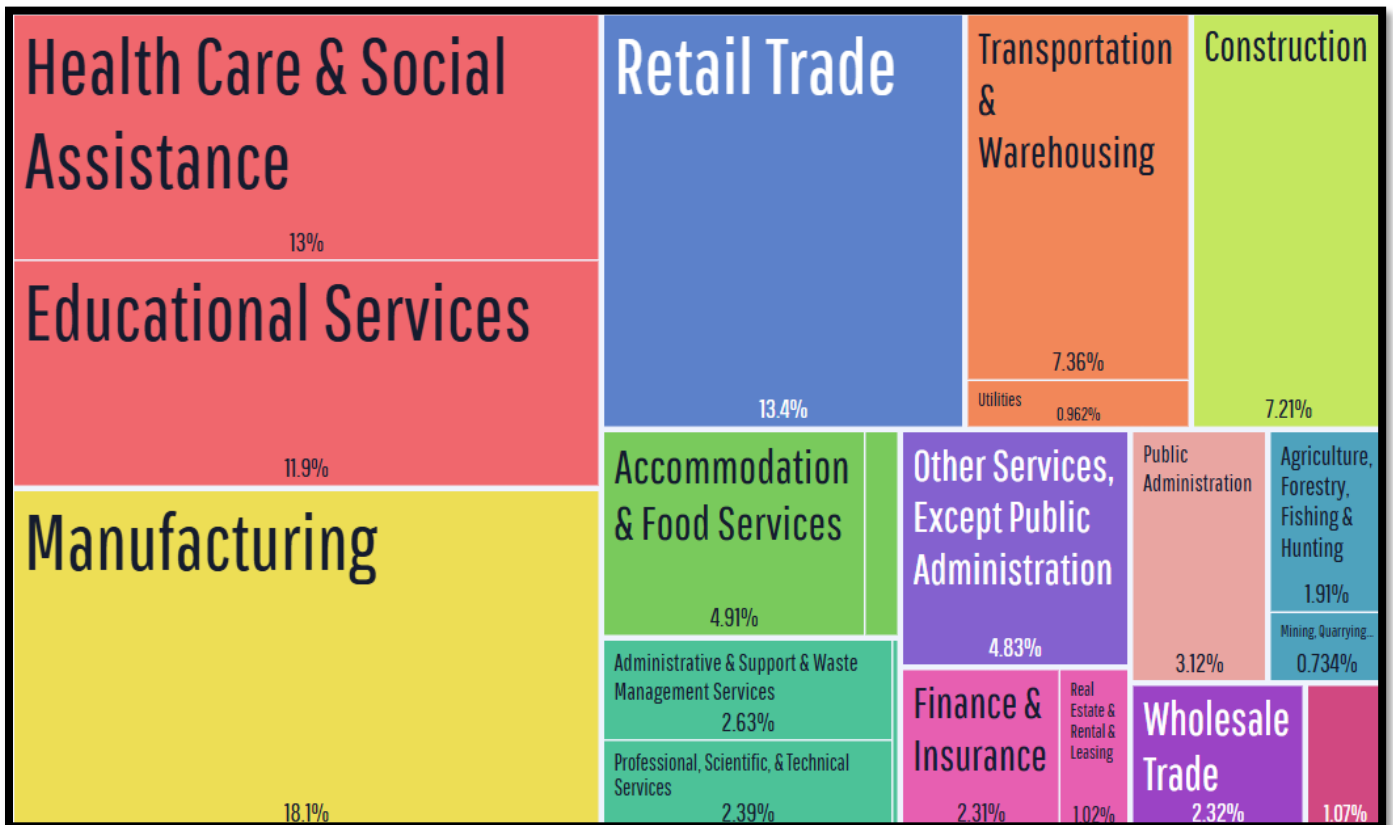 Health Care & Social
Assistance
13%
Educational Services
11.9%
Manufacturing
18.1%
Retail Trade
13.4%
Transportation
&
Warehousing
7.36%
Utilities
0.962%
Construction
7.21%
Accommodation
& Food Services
4.91%
Administrative & Support & Waste
Management Services
2.63%
Professional, Scientific, & Technical
Services
2.39%
Other Services,
Except Public
Administration
4.83%
Finance &
Insurance
2.31%
Real
Estate &
Rental &
Leasing
1.02%
Public
Administration
3.12%
Agriculture,
Forestry,
Fishing &
Hunting
1.91%
Mining, Quarrying...
0.734%
Wholesale
Trade
2.32%
1.07%